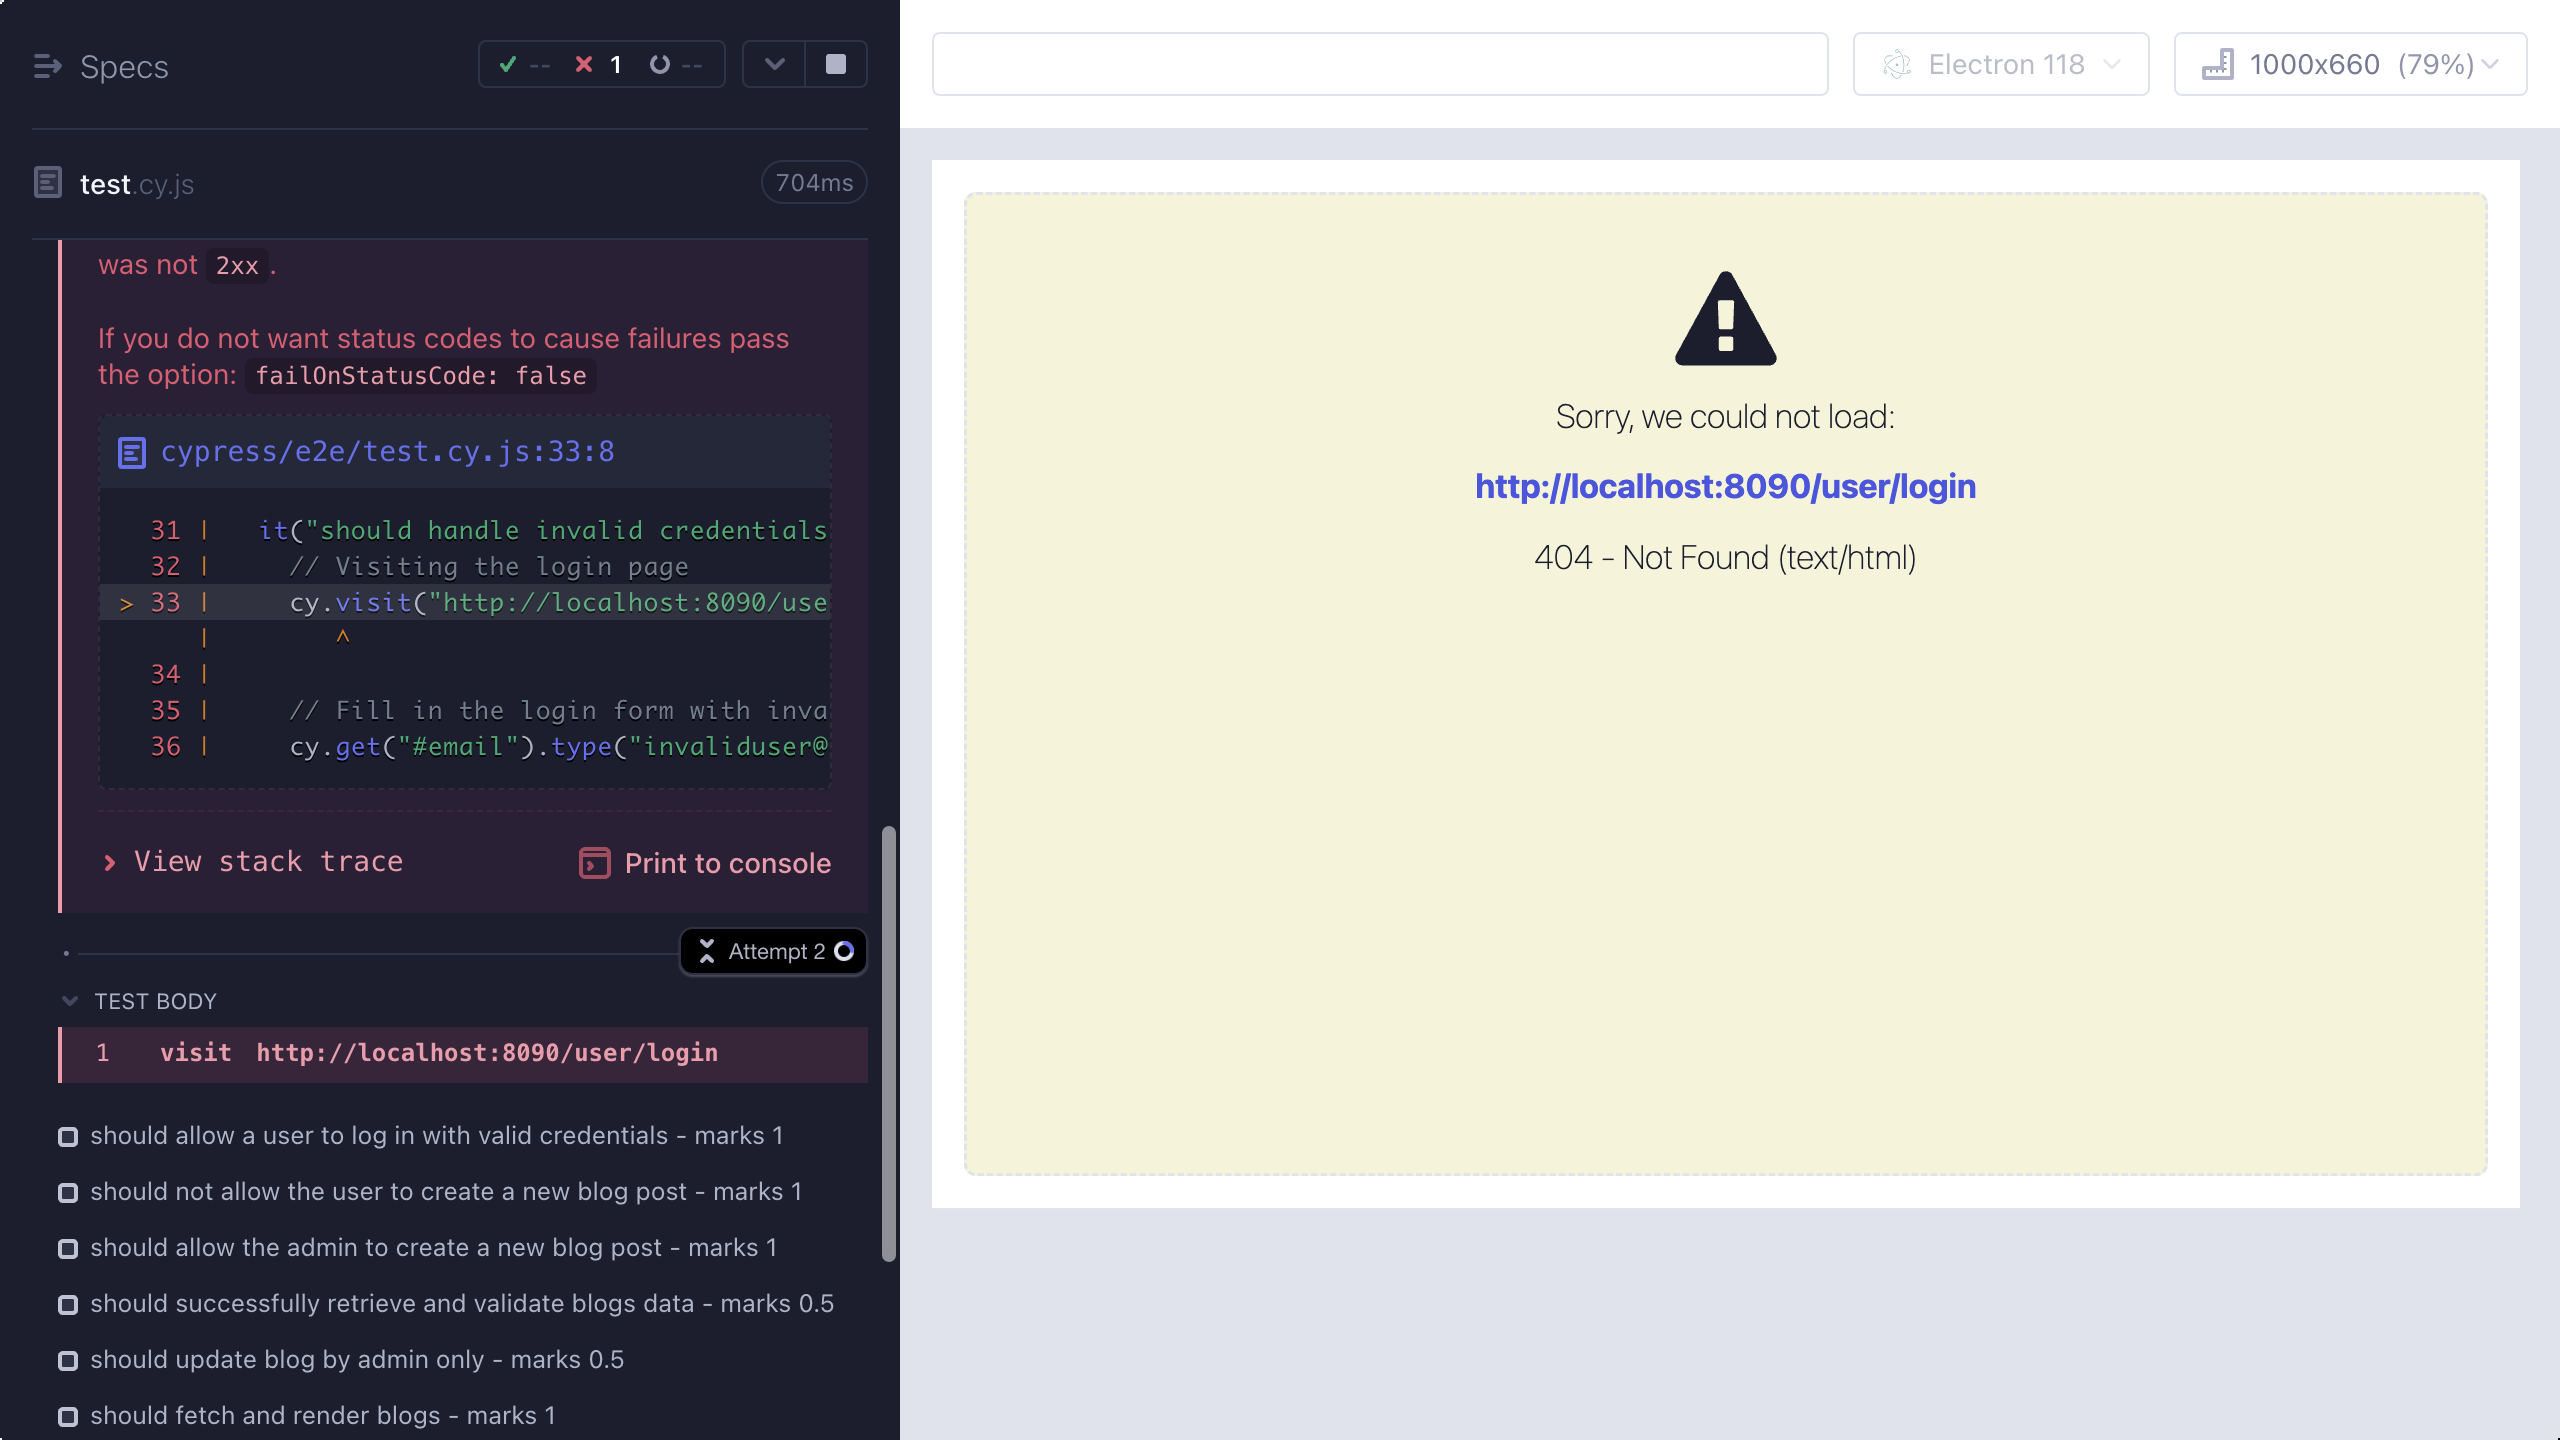 Specs
-- 1 --
test.cy.js
704ms
was not 2xx .
If you do not want status codes to cause failures pass
the option: failOnStatusCode: false
cypress/e2e/test.cy.js:33:8
31 | it("should handle invalid credentials
32 | // Visiting the login page
> 33 | cy.visit("http://localhost:8090/use
| ^
34 |
35 | // Fill in the login form with inva
36 | cy.get("#email").type("invaliduser@
View stack trace
Print to console
Attempt 2
TEST BODY
1 visit http://localhost:8090/user/login
should allow a user to log in with valid credentials - marks 1
should not allow the user to create a new blog post - marks 1
should allow the admin to create a new blog post - marks 1
should successfully retrieve and validate blogs data - marks 0.5
should update blog by admin only - marks 0.5
should fetch and render blogs - marks 1
Electron 118
1000x660 (79%)
Sorry, we could not load:
http://localhost:8090/user/login
404 - Not Found (text/html)